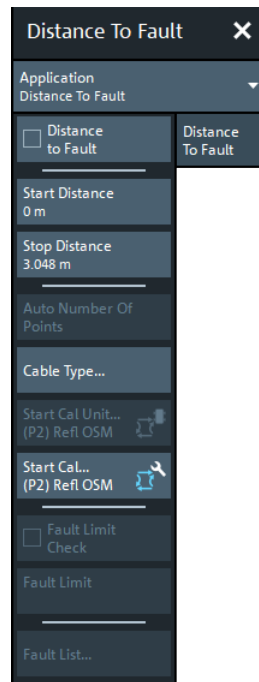 Distance To Fault
Application
Distance To Fault
Distance
to Fault
Distance
To Fault
Start Distance
0 m
Stop Distance
3.048 m
Auto Number Of
Points
Cable Type...
Start Cal Unit...
(P2) Refl OSM
Start Cal...
(P2) Refl OSM
Fault Limit
Check
Fault Limit
Fault List...